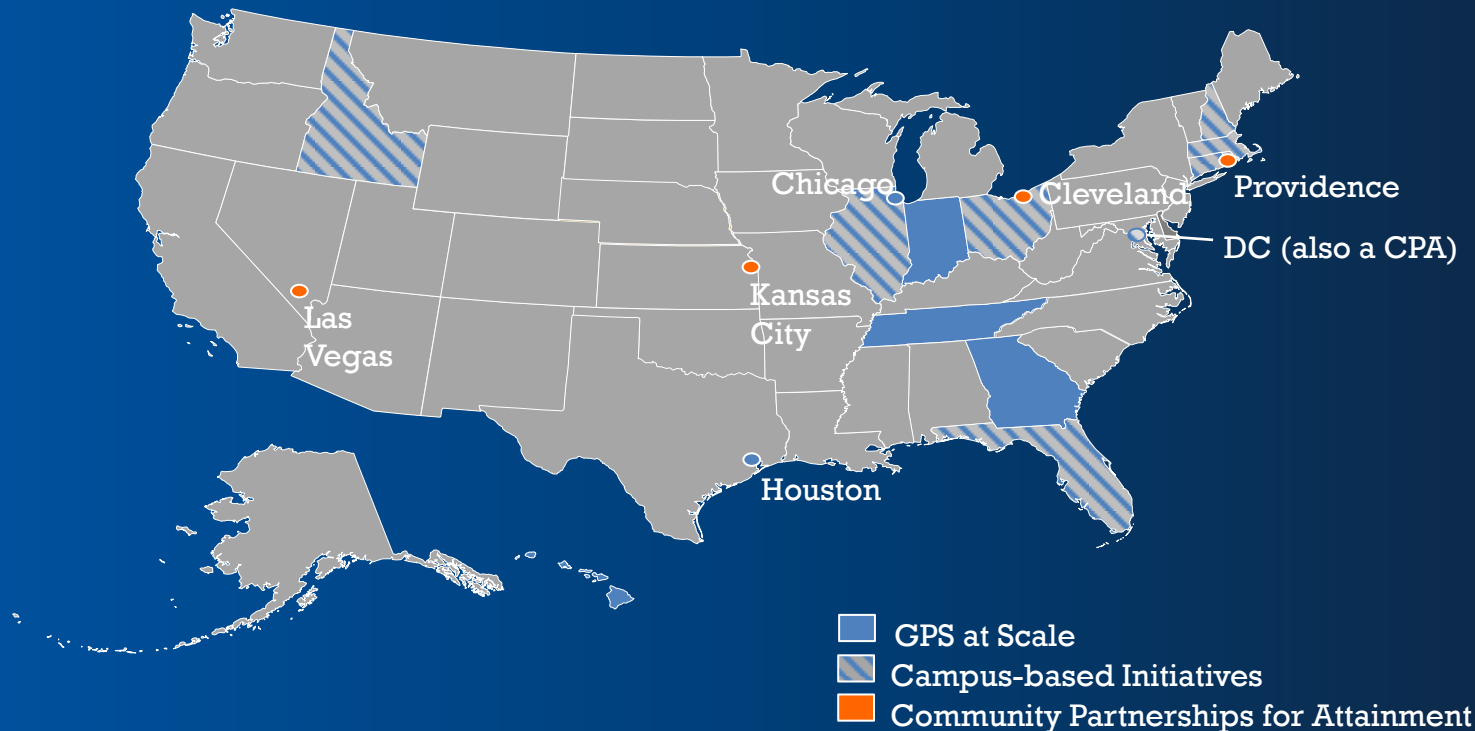 Chicago
Cleveland
Providence
DC (also a CPA)
Kansas
City
Las
Vegas
Houston
GPS at Scale
Campus-based Initiatives
Community Partnerships for Attainment